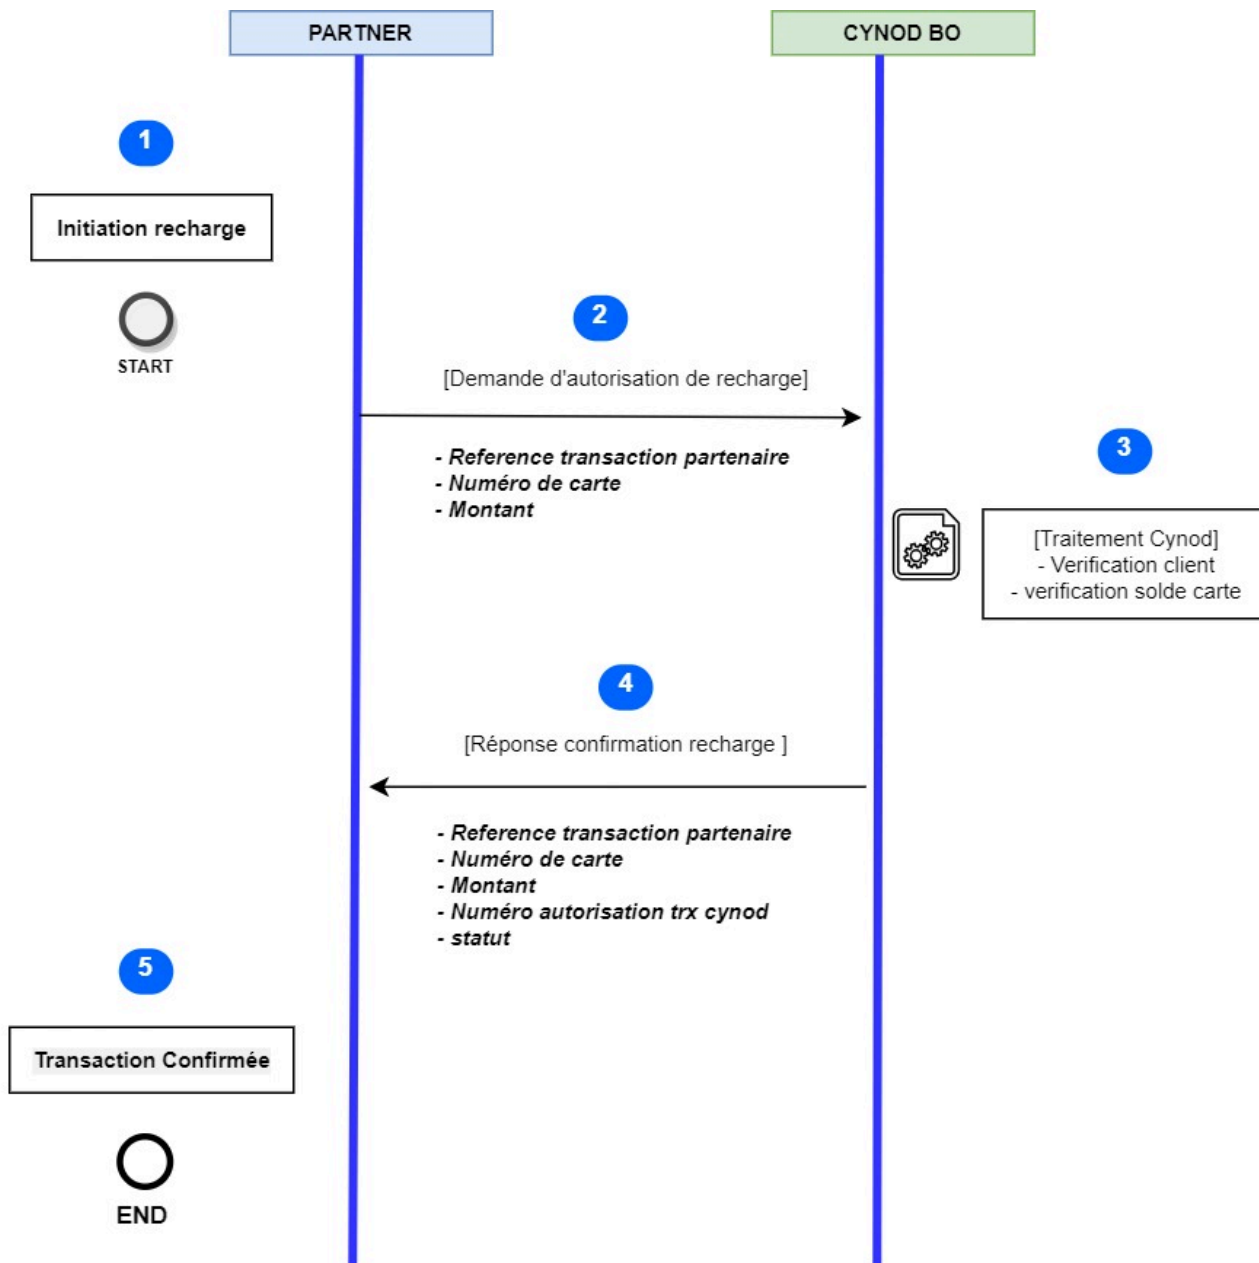 PARTNER
CYNOD BO
1
Initiation recharge
START
2
[Demande d'autorisation de recharge]
- Reference transaction partenaire
- Numéro de carte
- Montant
3
[Traitement Cynod]
- Verification client
- verification solde carte
4
[Réponse confirmation recharge ]
- Reference transaction partenaire
- Numéro de carte
- Montant
- Numéro autorisation trx cynod
- statut
5
Transaction Confirmée
END